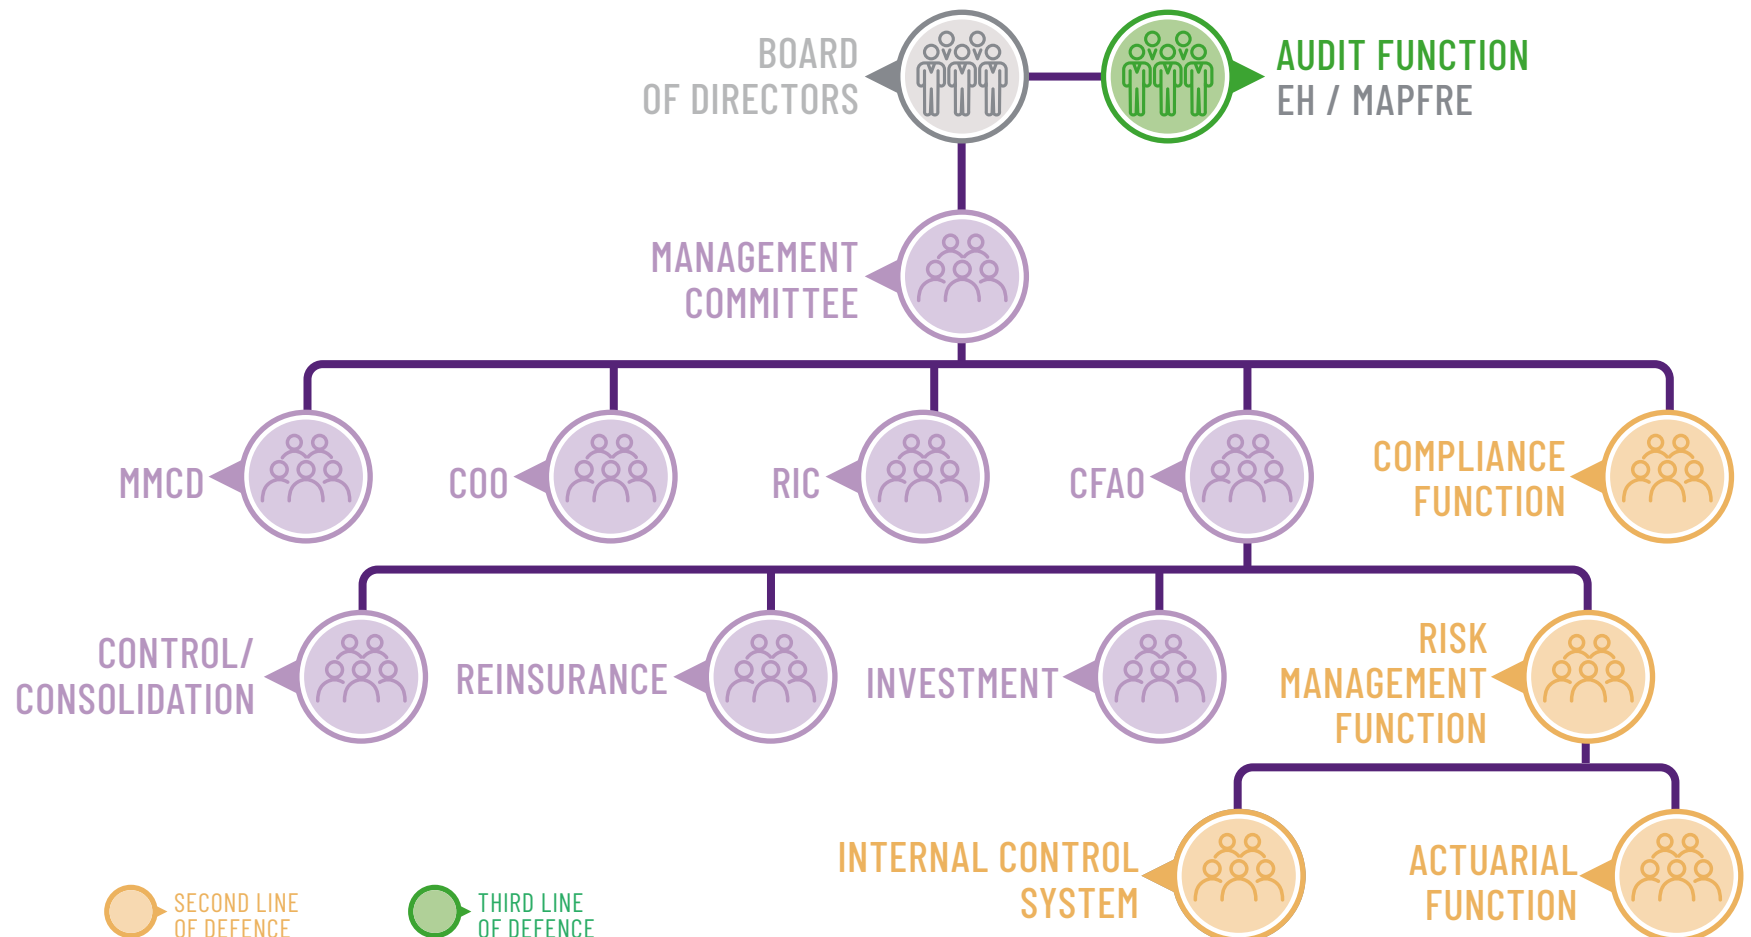 BOARD
OF DIRECTORS
AUDIT FUNCTION
EH / MAPFRE
MANAGEMENT
COMMITTEE
MMCD
COO
RIC
CFAO
COMPLIANCE
FUNCTION
CONTROL/
CONSOLIDATION
REINSURANCE
INVESTMENT
RISK
MANAGEMENT
FUNCTION
INTERNAL CONTROL
SYSTEM
ACTUARIAL
FUNCTION
SECOND LINE
OF DEFENCE
THIRD LINE
OF DEFENCE